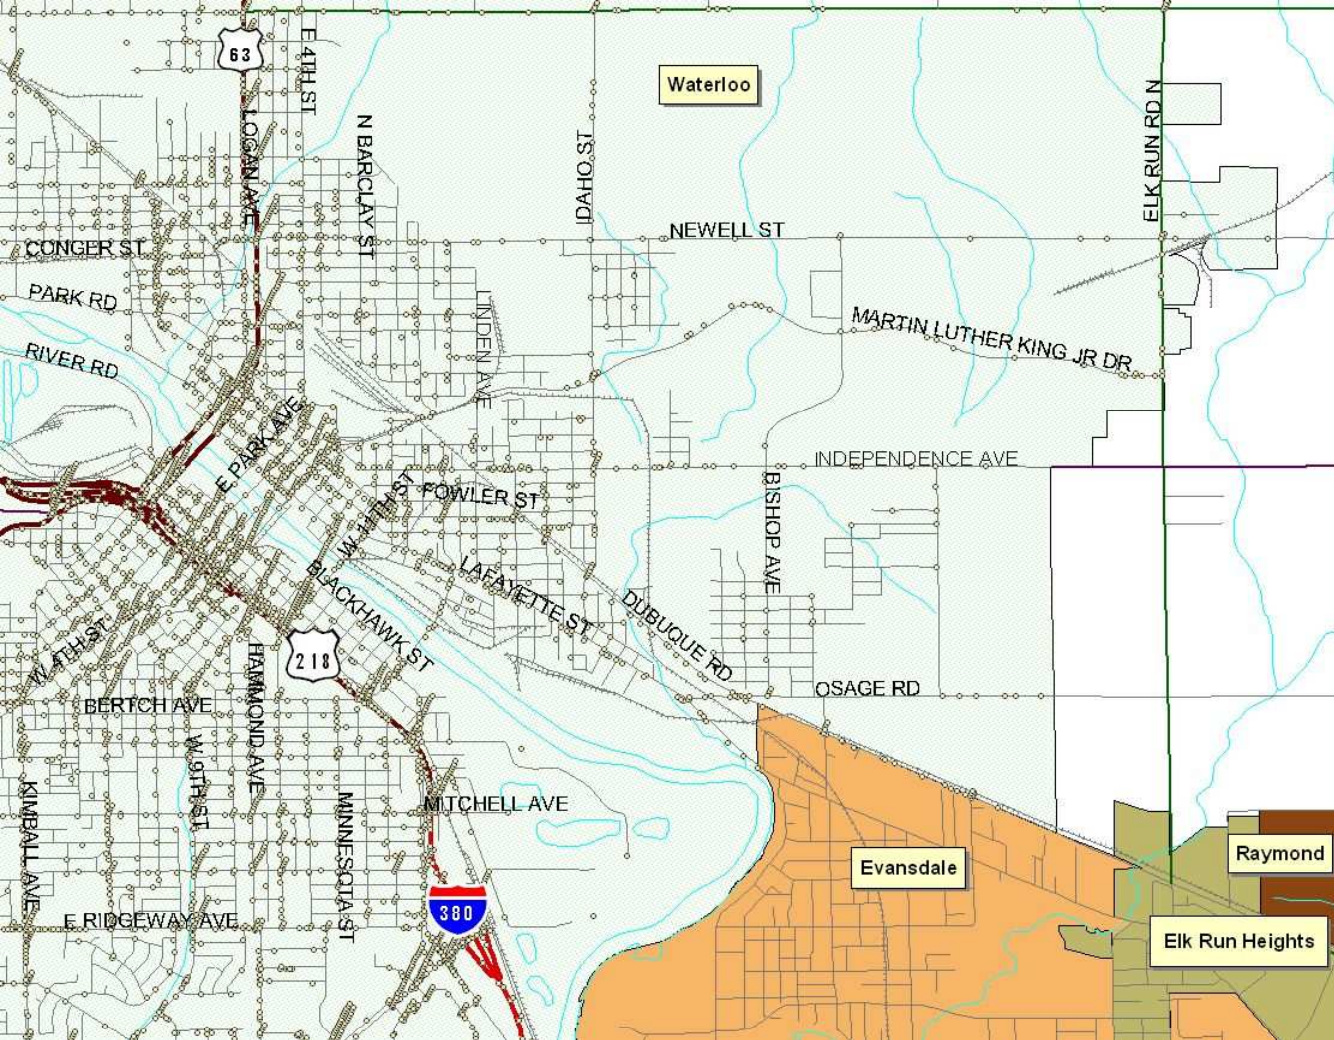 63
E 4TH ST
Waterloo
ELK RUN RD N
LOGAN AVE
N BARCLAY ST
IDAHO ST
NEWELL ST
CONGER ST
PARK RD
LINDEN AVE
MARTIN LUTHER KING JR DR
RIVER RD
E PARK AVE
INDEPENDENCE AVE
FOWLER ST
W 11TH ST
BISHOP AVE
LAFAYETTE ST
BLACKHAWK ST
DUBUQUE RD
W 4TH ST
218
HAMMOND AVE
OSAGE RD
BERTCH AVE
W 9TH ST
KIMBALL AVE
MINNESOTA ST
MITCHELL AVE
Evansdale
Raymond
380
E RIDGEWAY AVE
Elk Run Heights